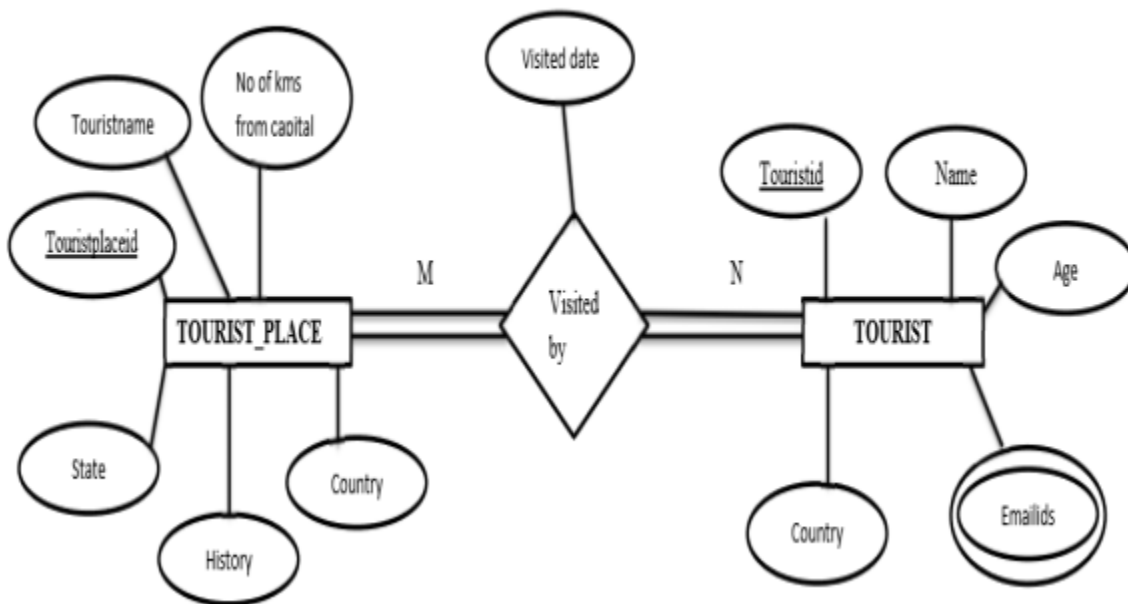 Visited date
No of kms
from capital
Touristname
Touristid
Name
Touristplaceid
Age
M
N
TOURIST_PLACE
Visited
by
TOURIST
State
Country
History
Country
Emailids